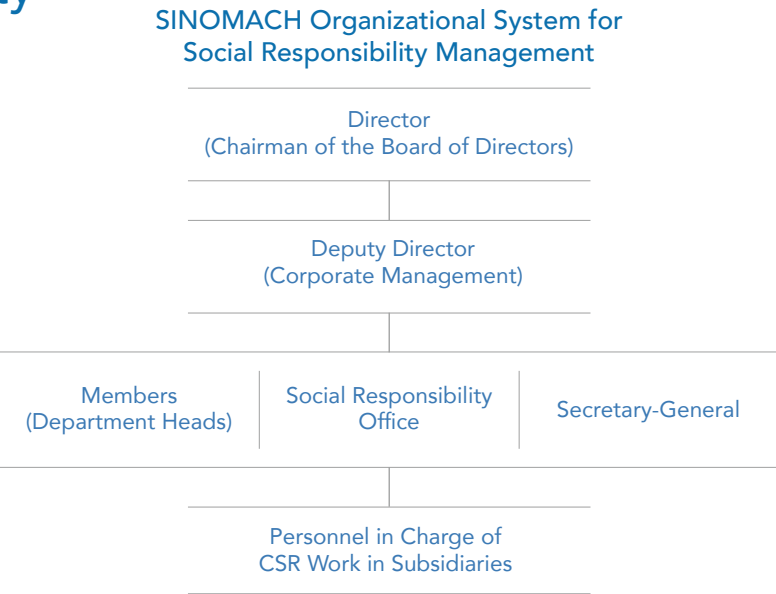 ty
SINOMACH Organizational System for
Social Responsibility Management
Director
(Chairman of the Board of Directors)
Deputy Director
(Corporate Management)
Members
(Department Heads)
Social Responsibility
Office
Secretary-General
Personnel in Charge of
CSR Work in Subsidiaries